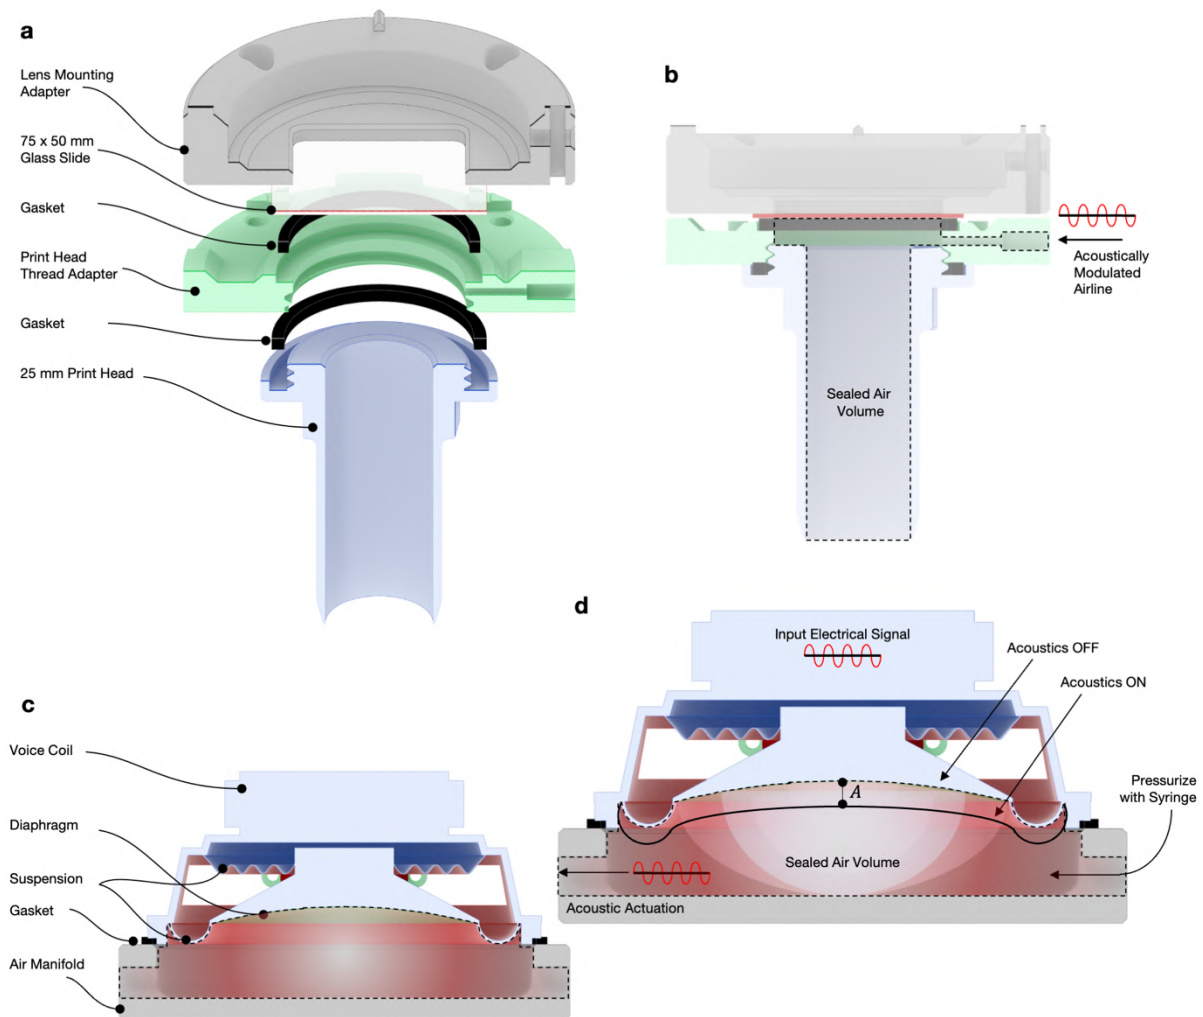 a
Lens Mounting
Adapter
75 x 50 mm
Glass Slide
Gasket
Print Head
Thread Adapter
Gasket
25 mm Print Head
b
Acoustically
Modulated
Airline
Sealed Air
Volume
c
Voice Coil
Diaphragm
Suspension
Gasket
Air Manifold
d
Input Electrical Signal
Acoustics OFF
Acoustics ON
A
Pressurize
with Syringe
Sealed Air Volume
Acoustic Actuation